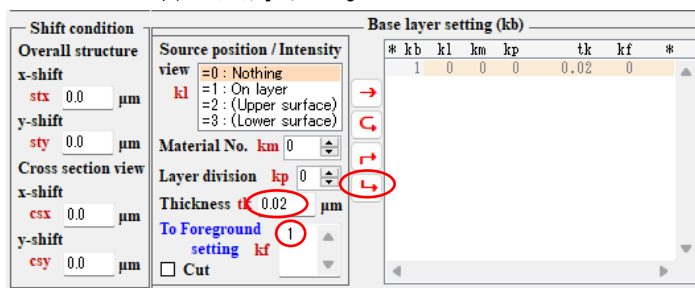 Shift condition
Overall structure
x-shift
stx 0.0 μm
y-shift
sty 0.0 μm
Cross section view
x-shift
csx 0.0 μm
y-shift
csy 0.0 μm
Source position / Intensity
view
kl
=0 : Nothing
=1 : On layer
=2 : (Upper surface)
=3 : (Lower surface)
Material No. km 0
Layer division kp 0
Thickness tk 0.02 μm
To Foreground
setting kf
1
Cut
Base layer setting (kb)
* kb kl km kp tk kf *
1 0 0 0 0.02 0